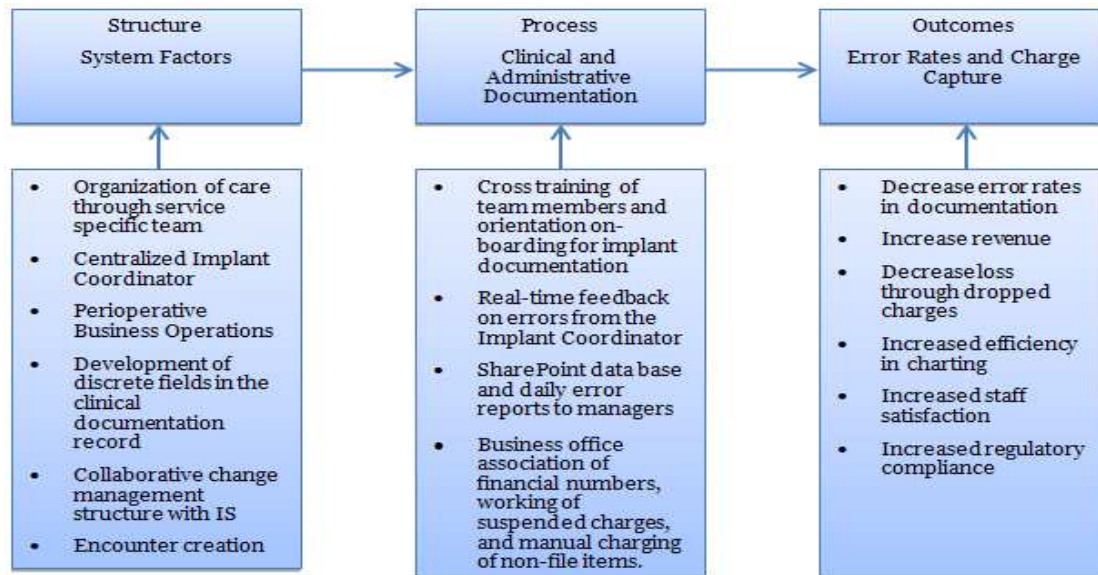 Structure
System Factors
Process
Clinical and
Administrative
Documentation
Outcomes
Error Rates and Charge
Capture
• Organization of care
through service
specific team
• Centralized Implant
Coordinator
• Perioperative
Business Operations
• Development of
discrete fields in the
clinical
documentation
record
• Collaborative change
management
structure with IS
• Encounter creation
• Cross training of
team members and
orientation on-
boarding for implant
documentation
• Real-time feedback
on errors from the
Implant Coordinator
• SharePoint data base
and daily error
reports to managers
• Business office
association of
financial numbers,
working of
suspended charges,
and manual charging
of non-file items.
• Decrease error rates
in documentation
• Increase revenue
• Decrease loss
through dropped
charges
• Increased efficiency
in charting
• Increased staff
satisfaction
• Increased regulatory
compliance